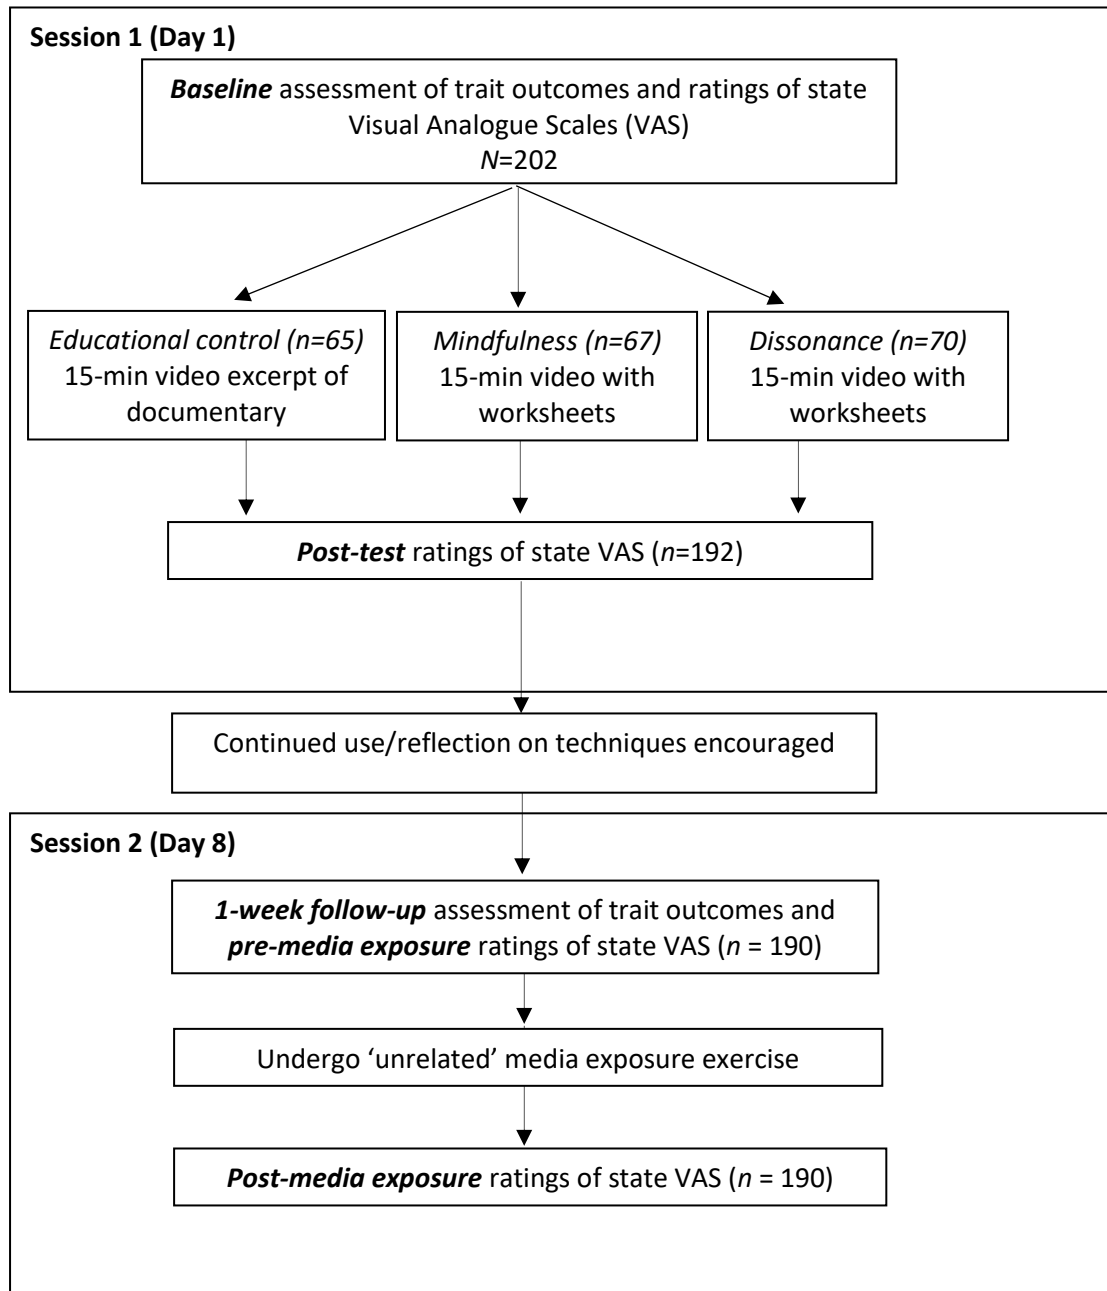 Session 1 (Day 1)
Baseline assessment of trait outcomes and ratings of state
Visual Analogue Scales (VAS)
N=202
Educational control (n=65)
15-min video excerpt of
documentary
Mindfulness (n=67)
15-min video with
worksheets
Dissonance (n=70)
15-min video with
worksheets
Post-test ratings of state VAS (n=192)
Continued use/reflection on techniques encouraged
Session 2 (Day 8)
1-week follow-up assessment of trait outcomes and
pre-media exposure ratings of state VAS (n = 190)
Undergo ‘unrelated’ media exposure exercise
Post-media exposure ratings of state VAS (n = 190)